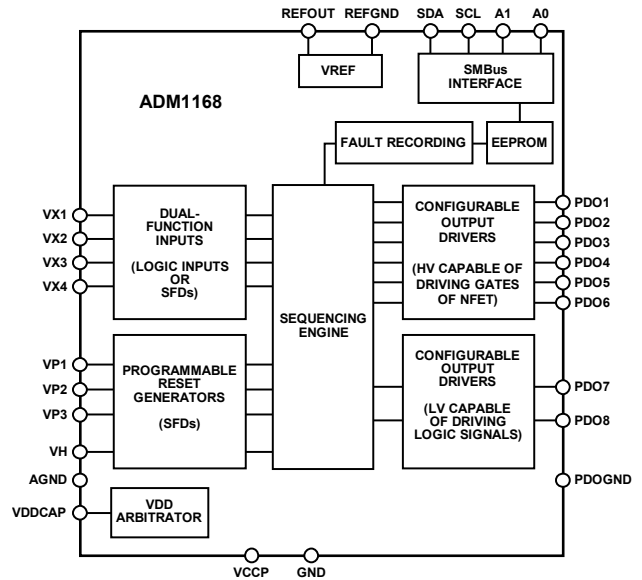 REFOUT REFGND SDA SCL A1 A0
VREF
SMBus
INTERFACE
ADM1168
FAULT RECORDING
EEPROM
VX1
VX2
VX3
VX4
DUAL-
FUNCTION
INPUTS
(LOGIC INPUTS
OR
SFDs)
SEQUENCING
ENGINE
CONFIGURABLE
OUTPUT
DRIVERS
(HV CAPABLE OF
DRIVING GATES
OF NFET)
PDO1
PDO2
PDO3
PDO4
PDO5
PDO6
VP1
VP2
VP3
VH
PROGRAMMABLE
RESET
GENERATORS
(SFDs)
CONFIGURABLE
OUTPUT
DRIVERS
(LV CAPABLE
OF DRIVING
LOGIC SIGNALS)
PDO7
PDO8
AGND
PDOGND
VDDCAP
VDD
ARBITRATOR
VCCP GND